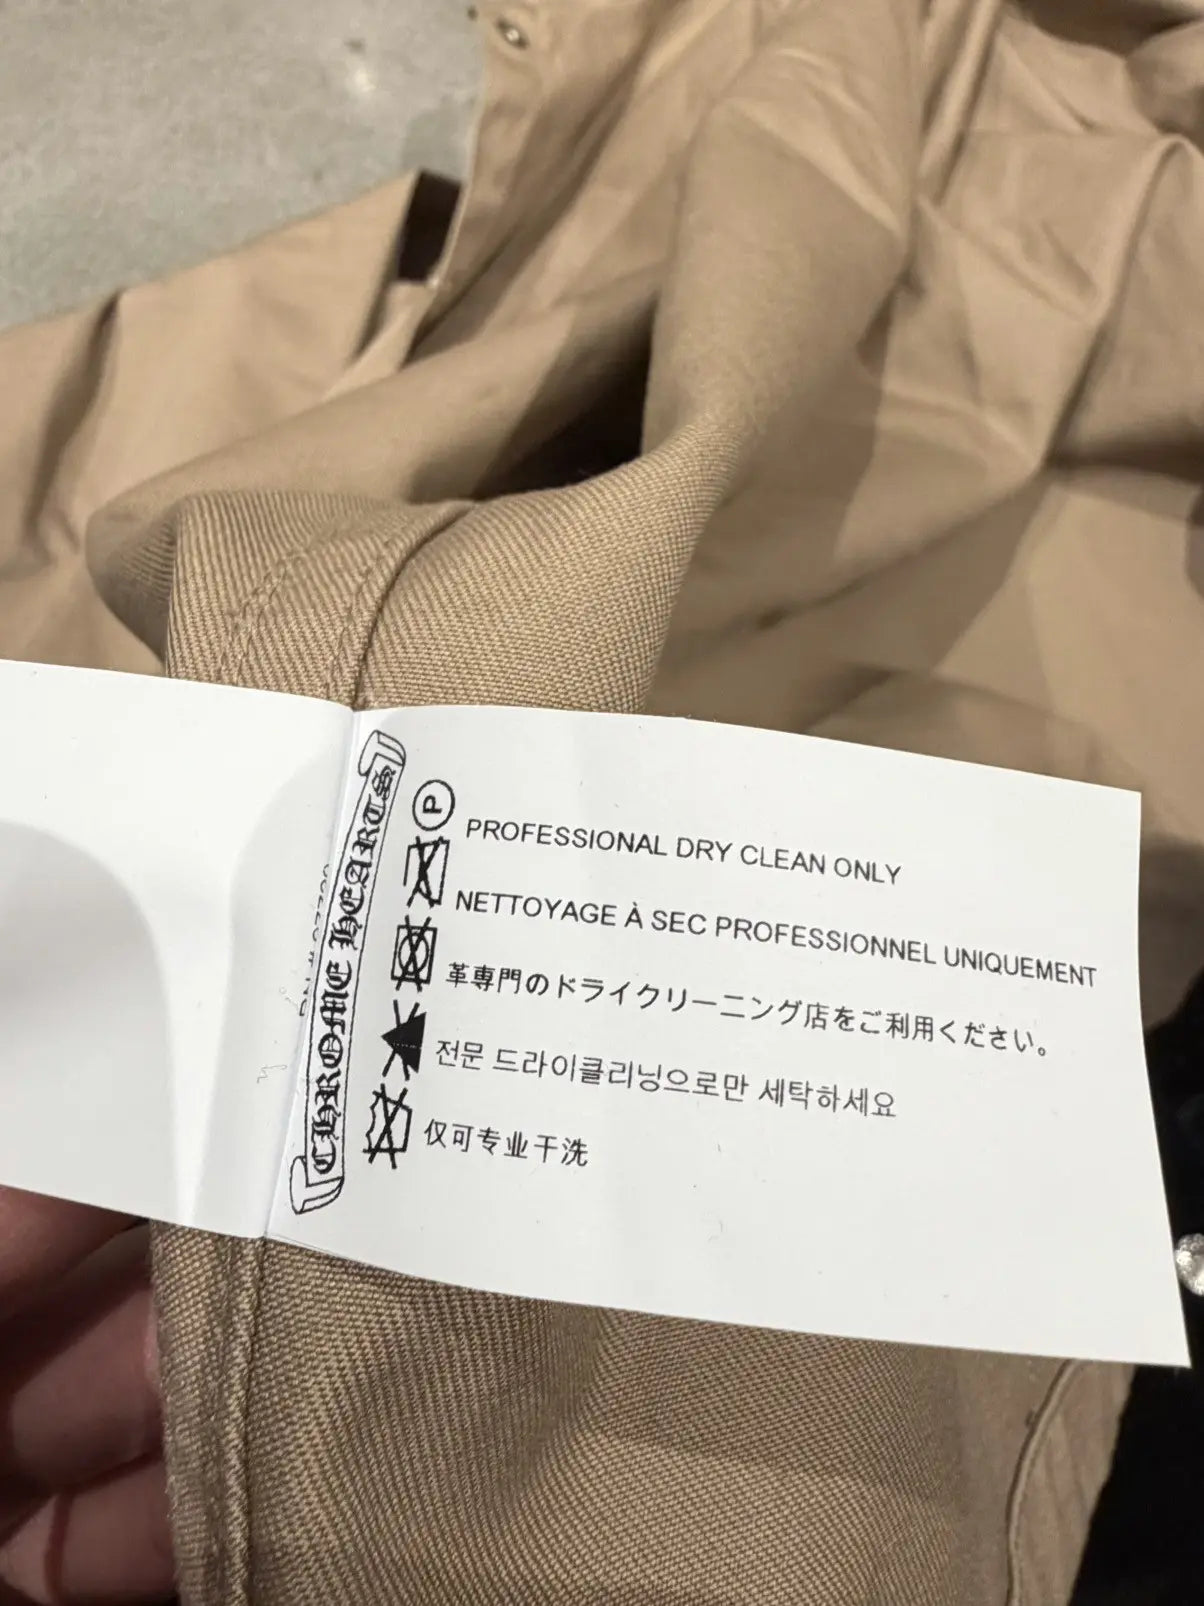 CHROME HEARTS
P
PROFESSIONAL DRY CLEAN ONLY
NETTOYAGE À SEC PROFESSIONNEL UNIQUEMENT
革専門のドライクリーニング店をご利用ください。
전문 드라이클리닝으로만 세탁하세요
仅可专业干洗